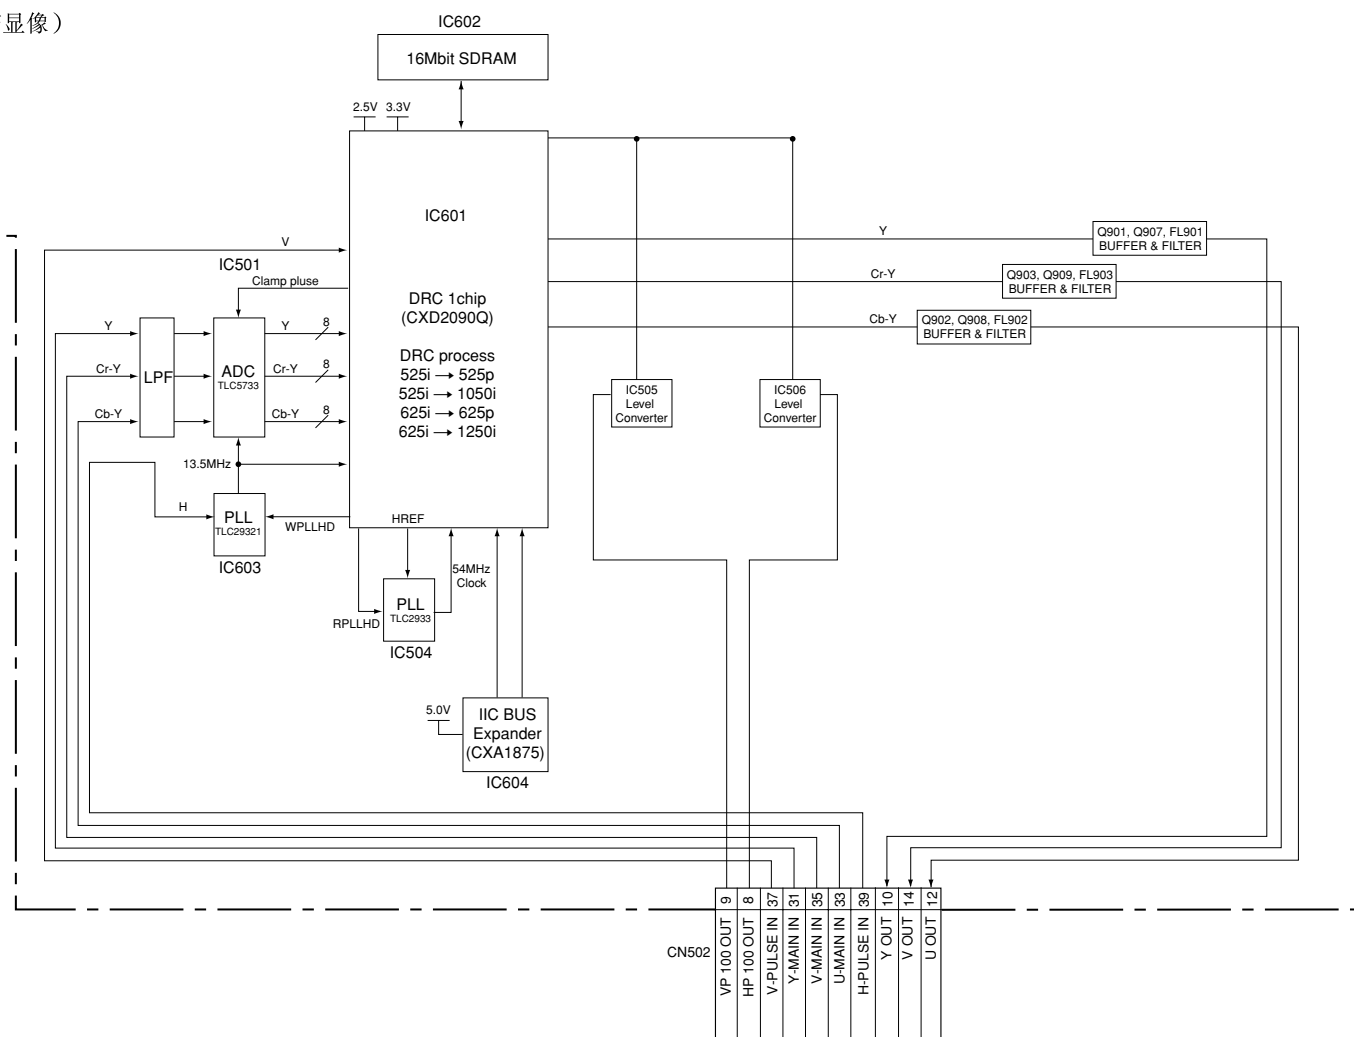 显像）
IC602
16Mbit SDRAM
2.5V 3.3V
IC601
DRC 1chip
(CXD2090Q)
DRC process
525i → 525p
525i → 1050i
625i → 625p
625i → 1250i
HREF
V
IC501
Clamp pluse
Y
Cr-Y
Cb-Y
LPF
ADC
TLC5733
Y 8
Cr-Y 8
Cb-Y 8
13.5MHz
H
PLL
TLC29321
IC603
WPLLHD
RPLLHD
PLL
TLC2933
IC504
54MHz
Clock
5.0V
IIC BUS
Expander
(CXA1875)
IC604
Y
Cr-Y
Cb-Y
Q901, Q907, FL901
BUFFER & FILTER
Q903, Q909, FL903
BUFFER & FILTER
Q902, Q908, FL902
BUFFER & FILTER
IC505
Level
Converter
IC506
Level
Converter
CN502
9 VP 100 OUT
8 HP 100 OUT
37 V-PULSE IN
31 Y-MAIN IN
35 V-MAIN IN
33 U-MAIN IN
39 H-PULSE IN
10 Y OUT
14 V OUT
12 U OUT